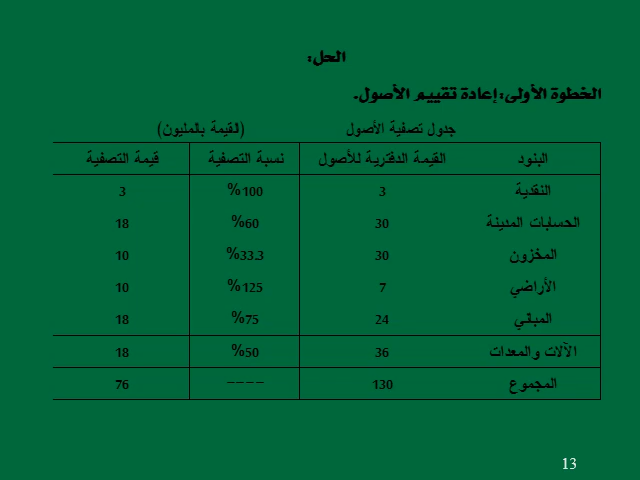 الحل:
الخطوة الأولى: إعادة تقييم الأصول.
جدول تصفية الأصول (القيمة بالمليون)
البنود القيمة الدفترية للأصول نسبة التصفية قيمة التصفية
النقدية 3 %100 3
الحسابات المدينة 30 %60 18
المخزون 30 %33.3 10
الأراضي 7 %125 10
المباني 24 %75 18
الآلات والمعدات 36 %50 18
المجموع 130 ---- 76
13